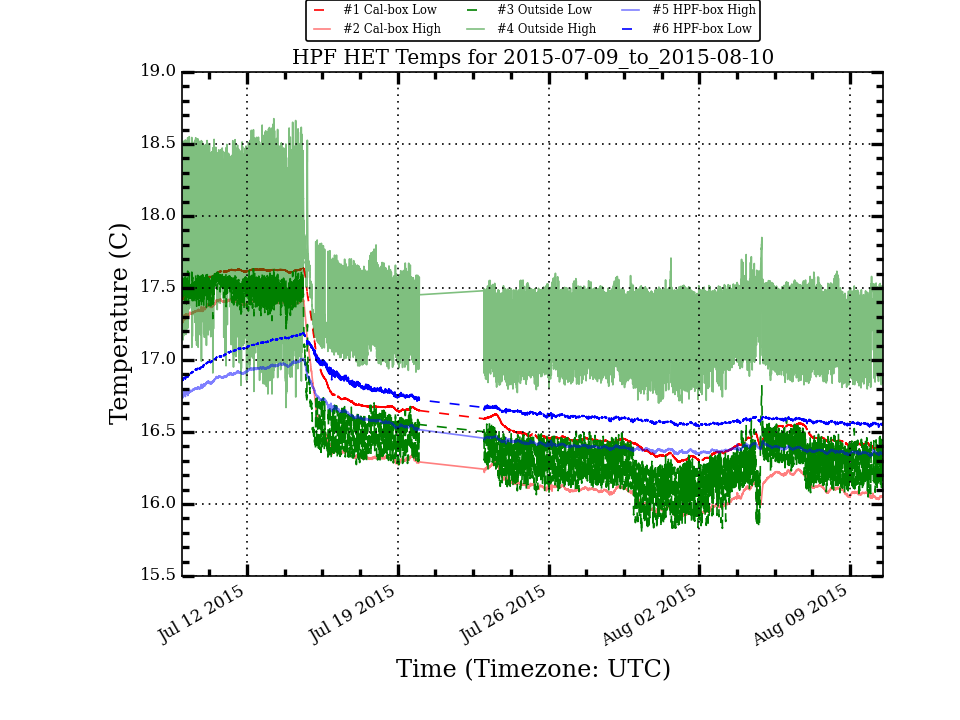 #1 Cal-box Low #3 Outside Low #5 HPF-box High
#2 Cal-box High #4 Outside High #6 HPF-box Low
HPF HET Temps for 2015-07-09_to_2015-08-10
19.0
18.5
18.0
17.5
17.0
16.5
16.0
15.5
Temperature (C)
Jul 12 2015 Jul 19 2015 Jul 26 2015 Aug 02 2015 Aug 09 2015
Time (Timezone: UTC)